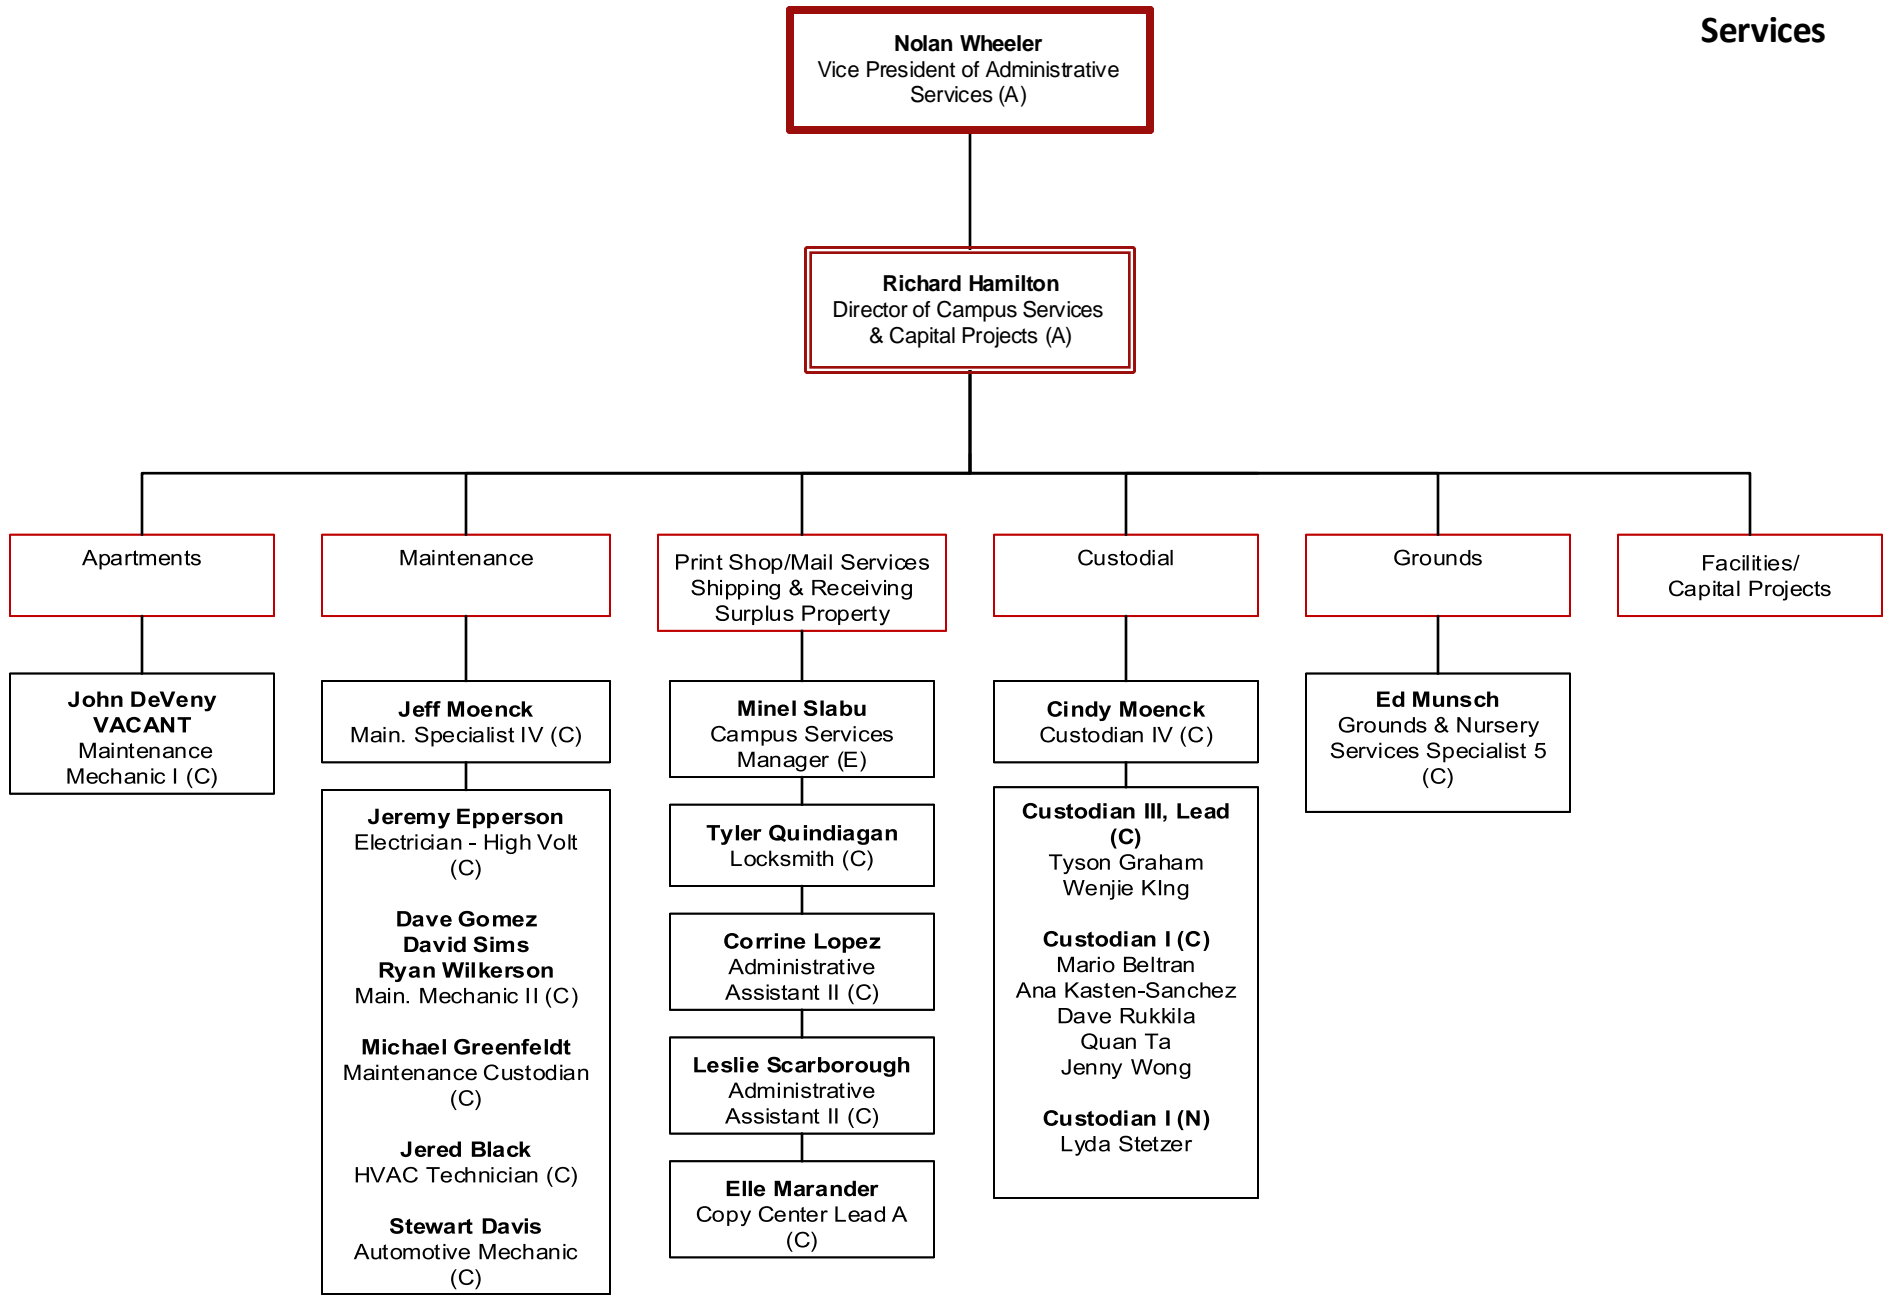 Services
Nolan Wheeler
Vice President of Administrative
Services (A)
Richard Hamilton
Director of Campus Services
& Capital Projects (A)
Apartments
John DeVeny
VACANT
Maintenance
Mechanic I (C)
Maintenance
Jeff Moenck
Main. Specialist IV (C)
Jeremy Epperson
Electrician - High Volt
(C)
Dave Gomez
David Sims
Ryan Wilkerson
Main. Mechanic II (C)
Michael Greenfeldt
Maintenance Custodian
(C)
Jered Black
HVAC Technician (C)
Stewart Davis
Automotive Mechanic
(C)
Print Shop/Mail Services
Shipping & Receiving
Surplus Property
Minel Slabu
Campus Services
Manager (E)
Tyler Quindiagan
Locksmith (C)
Corrine Lopez
Administrative
Assistant II (C)
Leslie Scarborough
Administrative
Assistant II (C)
Elle Marander
Copy Center Lead A
(C)
Custodial
Cindy Moenck
Custodian IV (C)
Custodian III, Lead
(C)
Tyson Graham
Wenjie KIng
Custodian I (C)
Mario Beltran
Ana Kasten-Sanchez
Dave Rukkila
Quan Ta
Jenny Wong
Custodian I (N)
Lyda Stetzer
Grounds
Ed Munsch
Grounds & Nursery
Services Specialist 5
(C)
Facilities/
Capital Projects